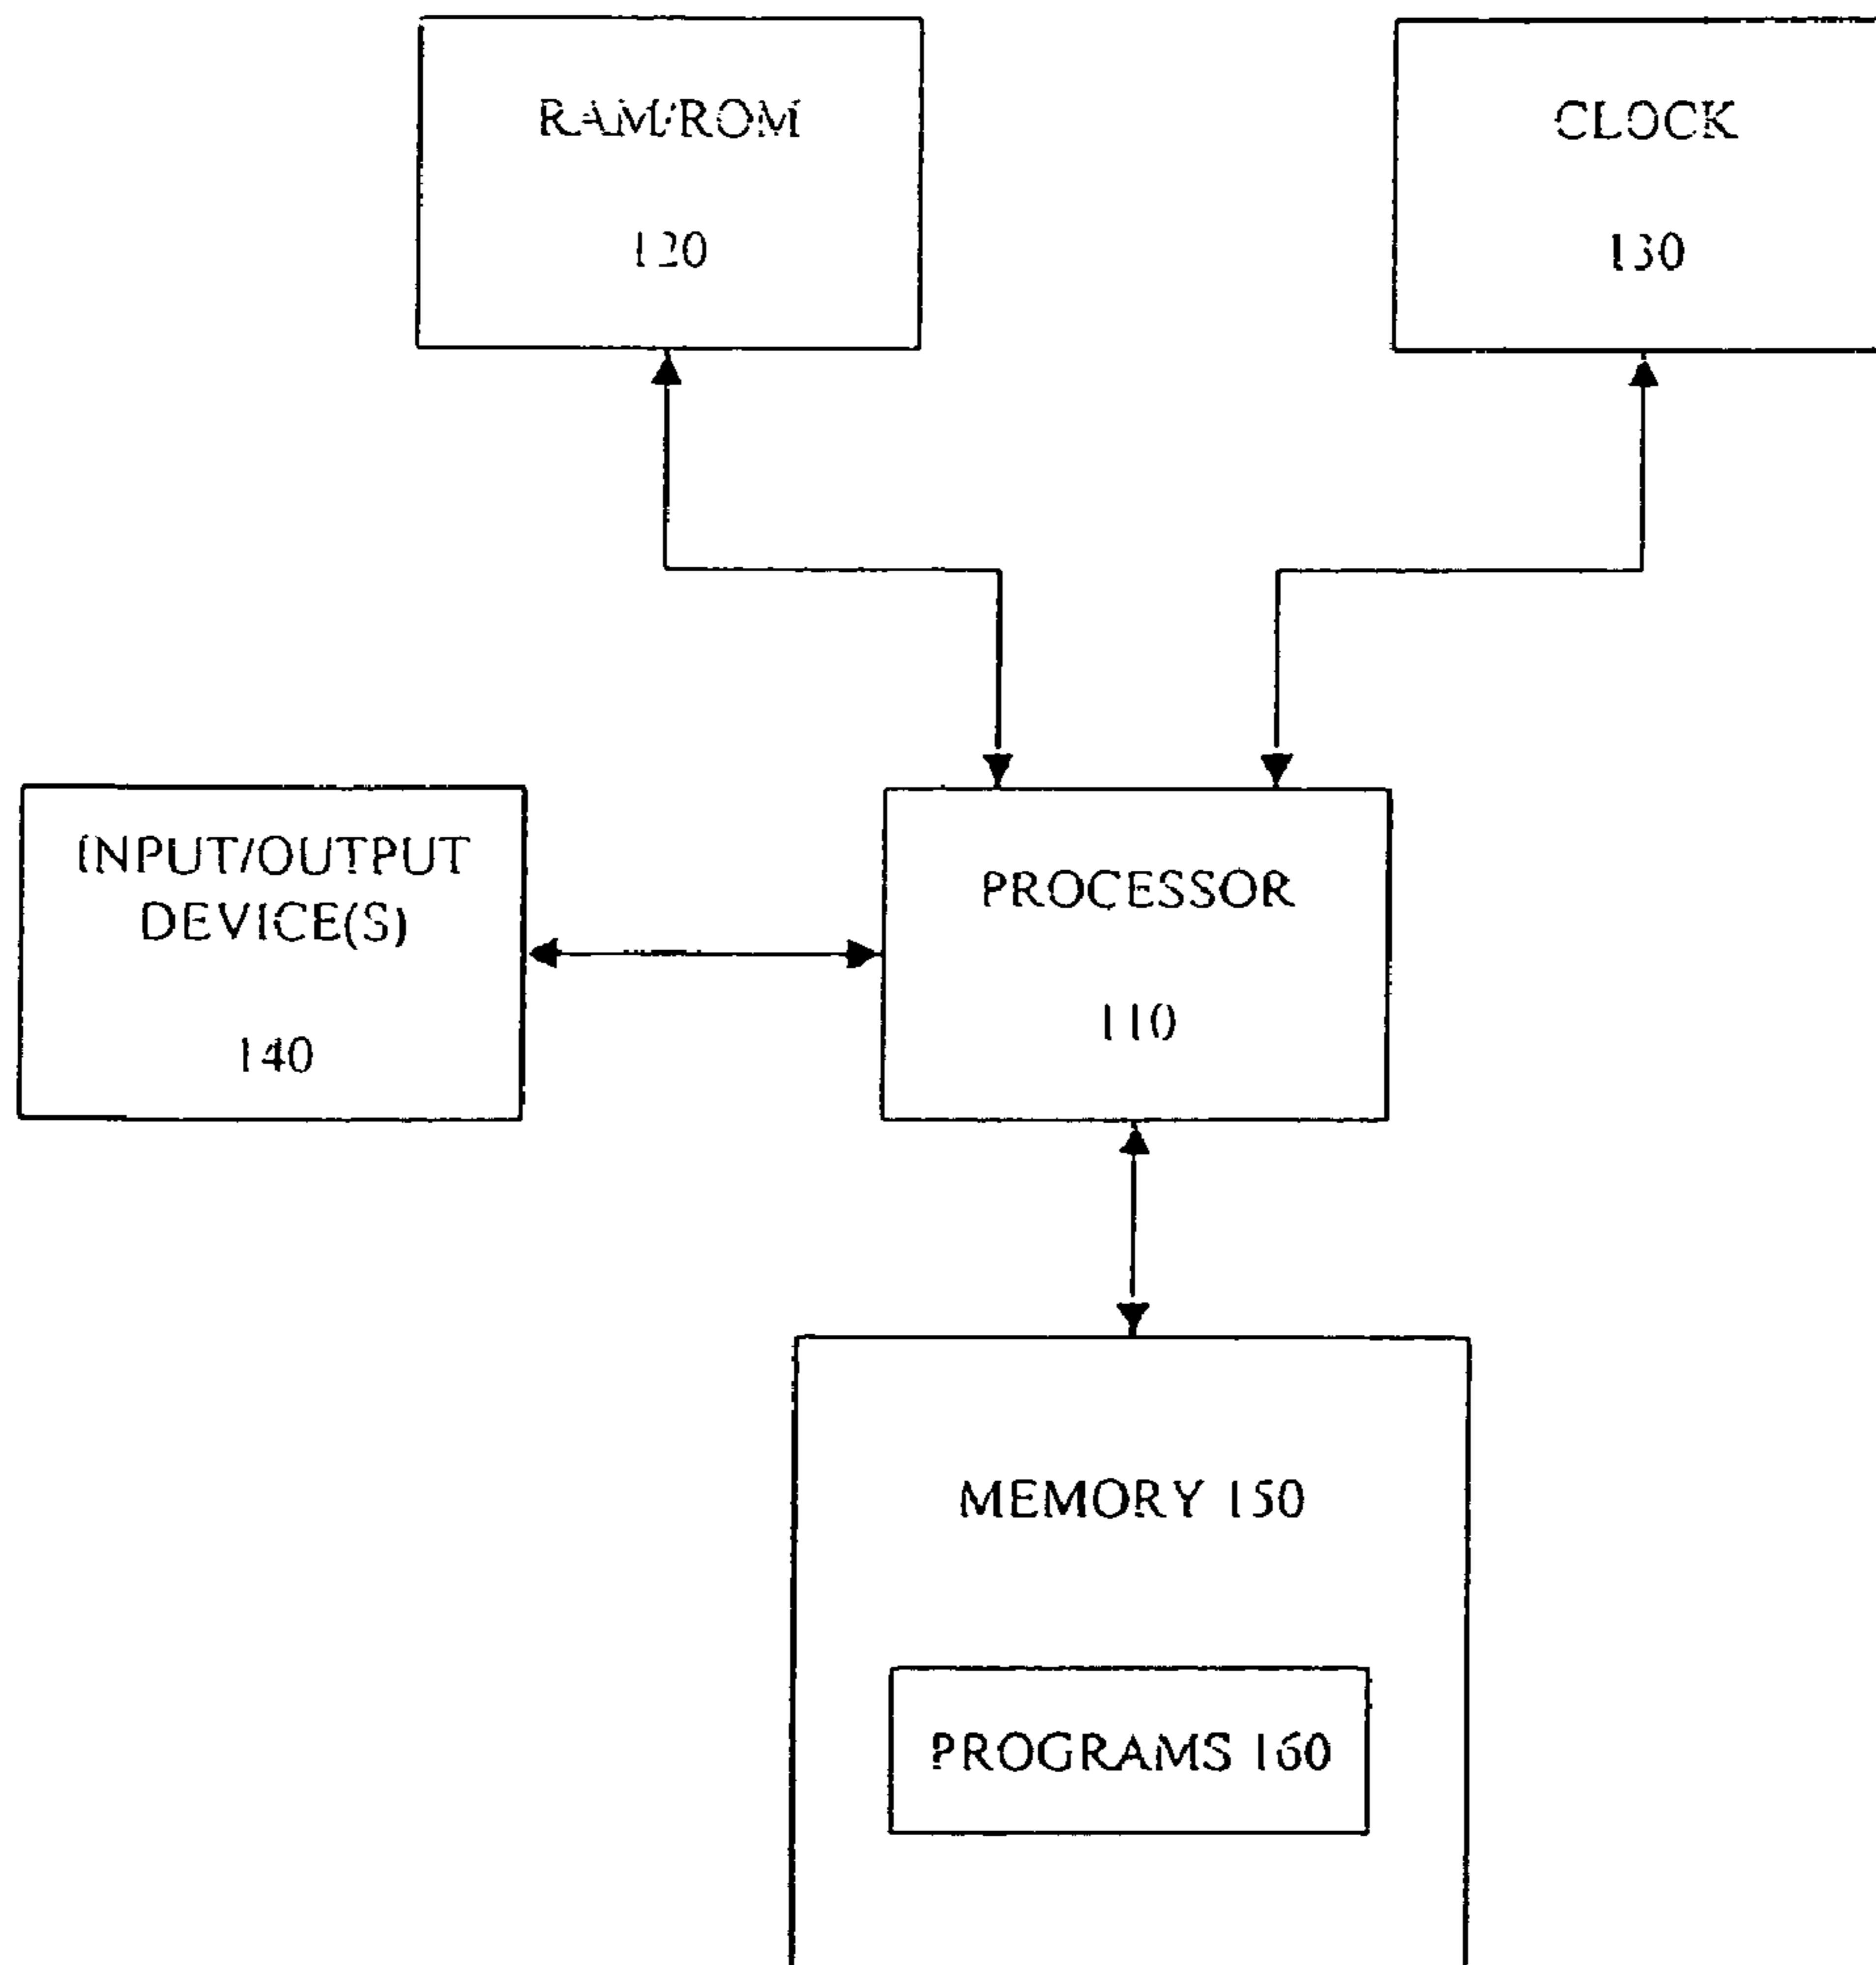 RAM/ROM
120
CLOCK
130
INPUT/OUTPUT
DEVICE(S)
140
PROCESSOR
110
MEMORY 150
PROGRAMS 160